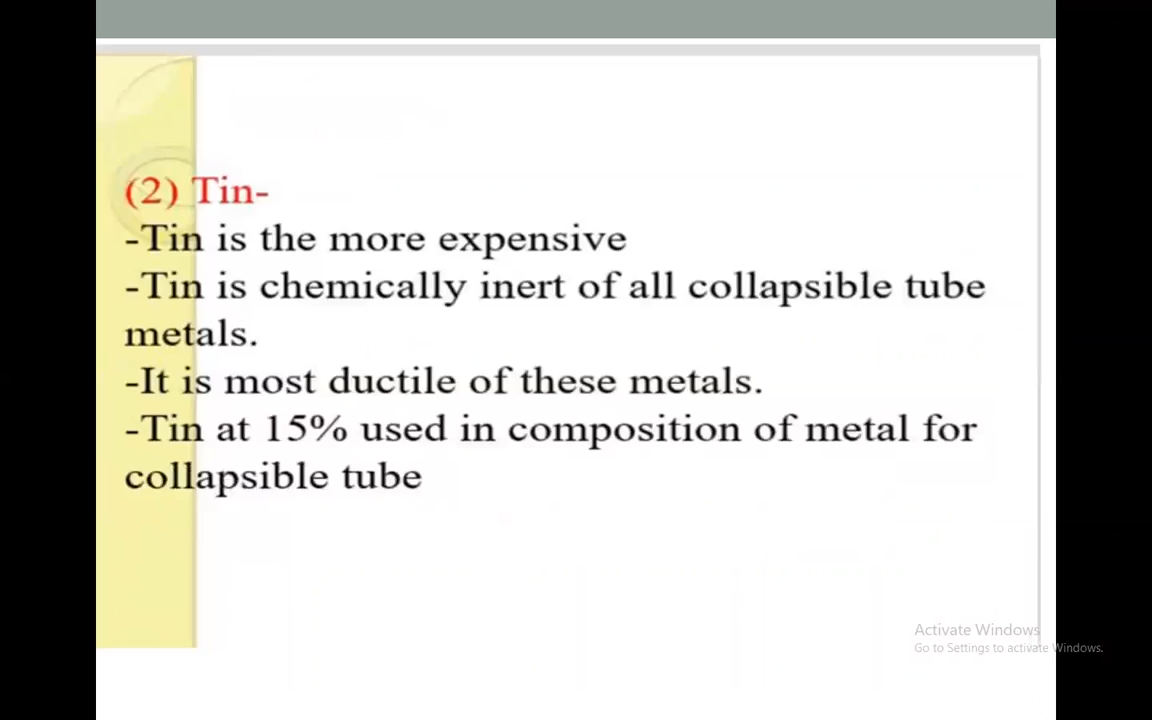 (2) Tin-
-Tin is the more expensive
-Tin is chemically inert of all collapsible tube
metals.
-It is most ductile of these metals.
-Tin at 15% used in composition of metal for
collapsible tube
Activate Windows
Go to Settings to activate Windows.